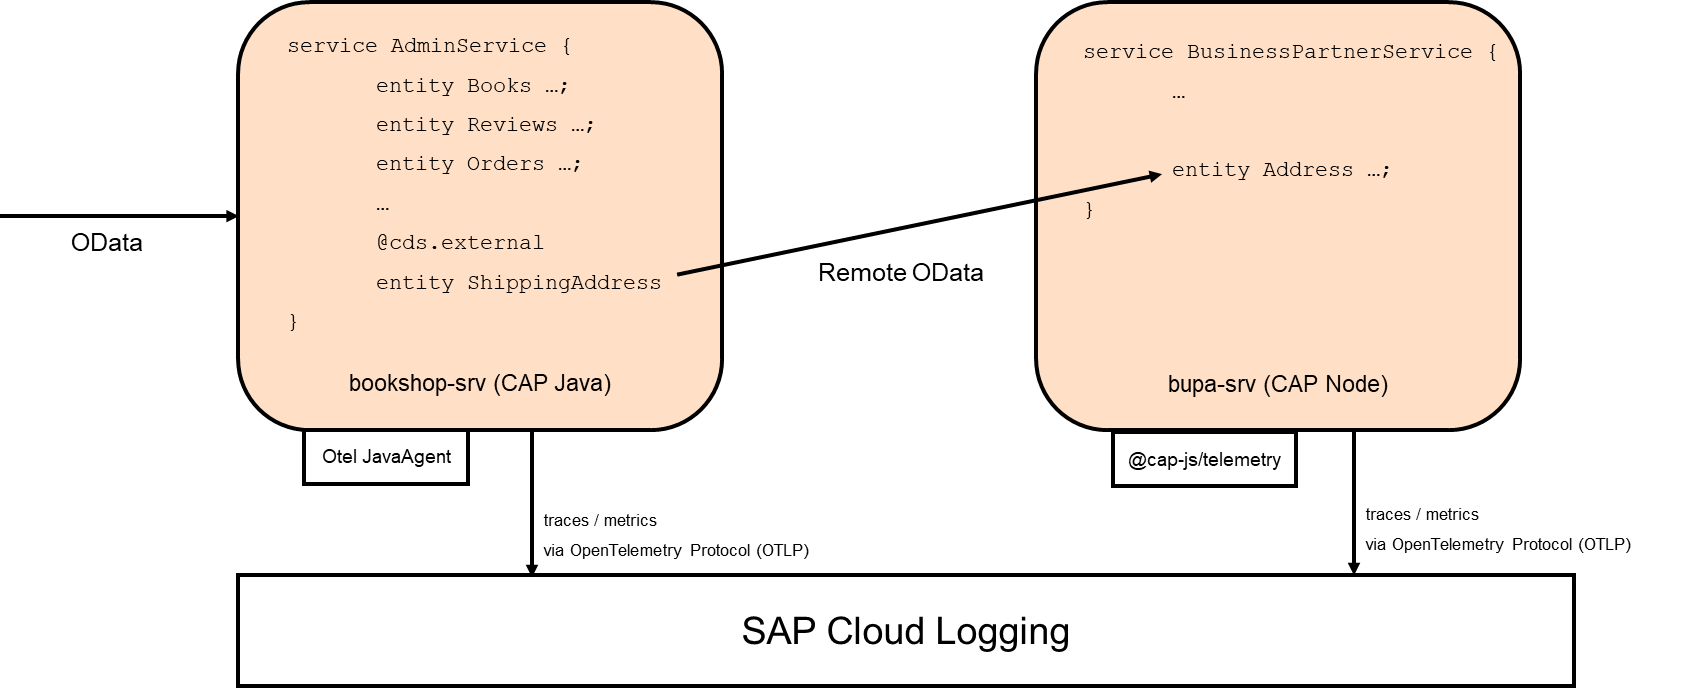 service AdminService {
entity Books …;
entity Reviews …;
entity Orders …;
…
@cds.external
entity ShippingAddress
}
bookshop-srv (CAP Java)
OData
Remote OData
service BusinessPartnerService {
…
entity Address …;
}
bupa-srv (CAP Node)
Otel JavaAgent
traces / metrics
via OpenTelemetry Protocol (OTLP)
@cap-js/telemetry
traces / metrics
via OpenTelemetry Protocol (OTLP)
SAP Cloud Logging